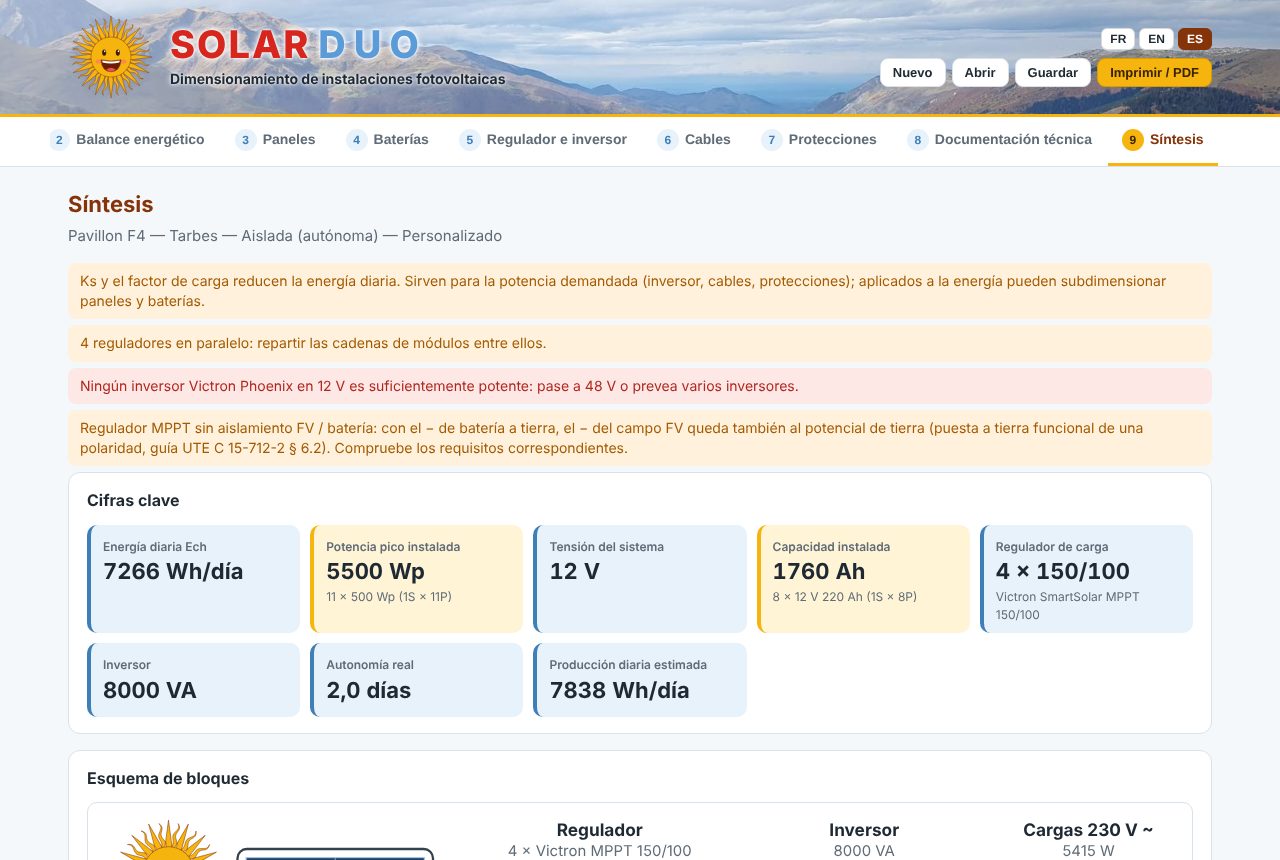 SOLAR DUO
Dimensionamiento de instalaciones fotovoltaicas
FR EN ES
Nuevo Abrir Guardar Imprimir / PDF
2 Balance energético 3 Paneles 4 Baterías 5 Regulador e inversor 6 Cables 7 Protecciones 8 Documentación técnica 9 Síntesis
Síntesis
Pavillon F4 — Tarbes — Aislada (autónoma) — Personalizado
Ks y el factor de carga reducen la energía diaria. Sirven para la potencia demandada (inversor, cables, protecciones); aplicados a la energía pueden subdimensionar
paneles y baterías.
4 reguladores en paralelo: repartir las cadenas de módulos entre ellos.
Ningún inversor Victron Phoenix en 12 V es suficientemente potente: pase a 48 V o prevea varios inversores.
Regulador MPPT sin aislamiento FV / batería: con el − de batería a tierra, el − del campo FV queda también al potencial de tierra (puesta a tierra funcional de una
polaridad, guía UTE C 15-712-2 § 6.2). Compruebe los requisitos correspondientes.
Cifras clave
Energía diaria Ech
7266 Wh/día
Potencia pico instalada
5500 Wp
11 × 500 Wp (1S × 11P)
Tensión del sistema
12 V
Capacidad instalada
1760 Ah
8 × 12 V 220 Ah (1S × 8P)
Regulador de carga
4 × 150/100
Victron SmartSolar MPPT
150/100
Inversor
8000 VA
Autonomía real
2,0 días
Producción diaria estimada
7838 Wh/día
Esquema de bloques
Regulador
4 × Victron MPPT 150/100
Inversor
8000 VA
Cargas 230 V ~
5415 W